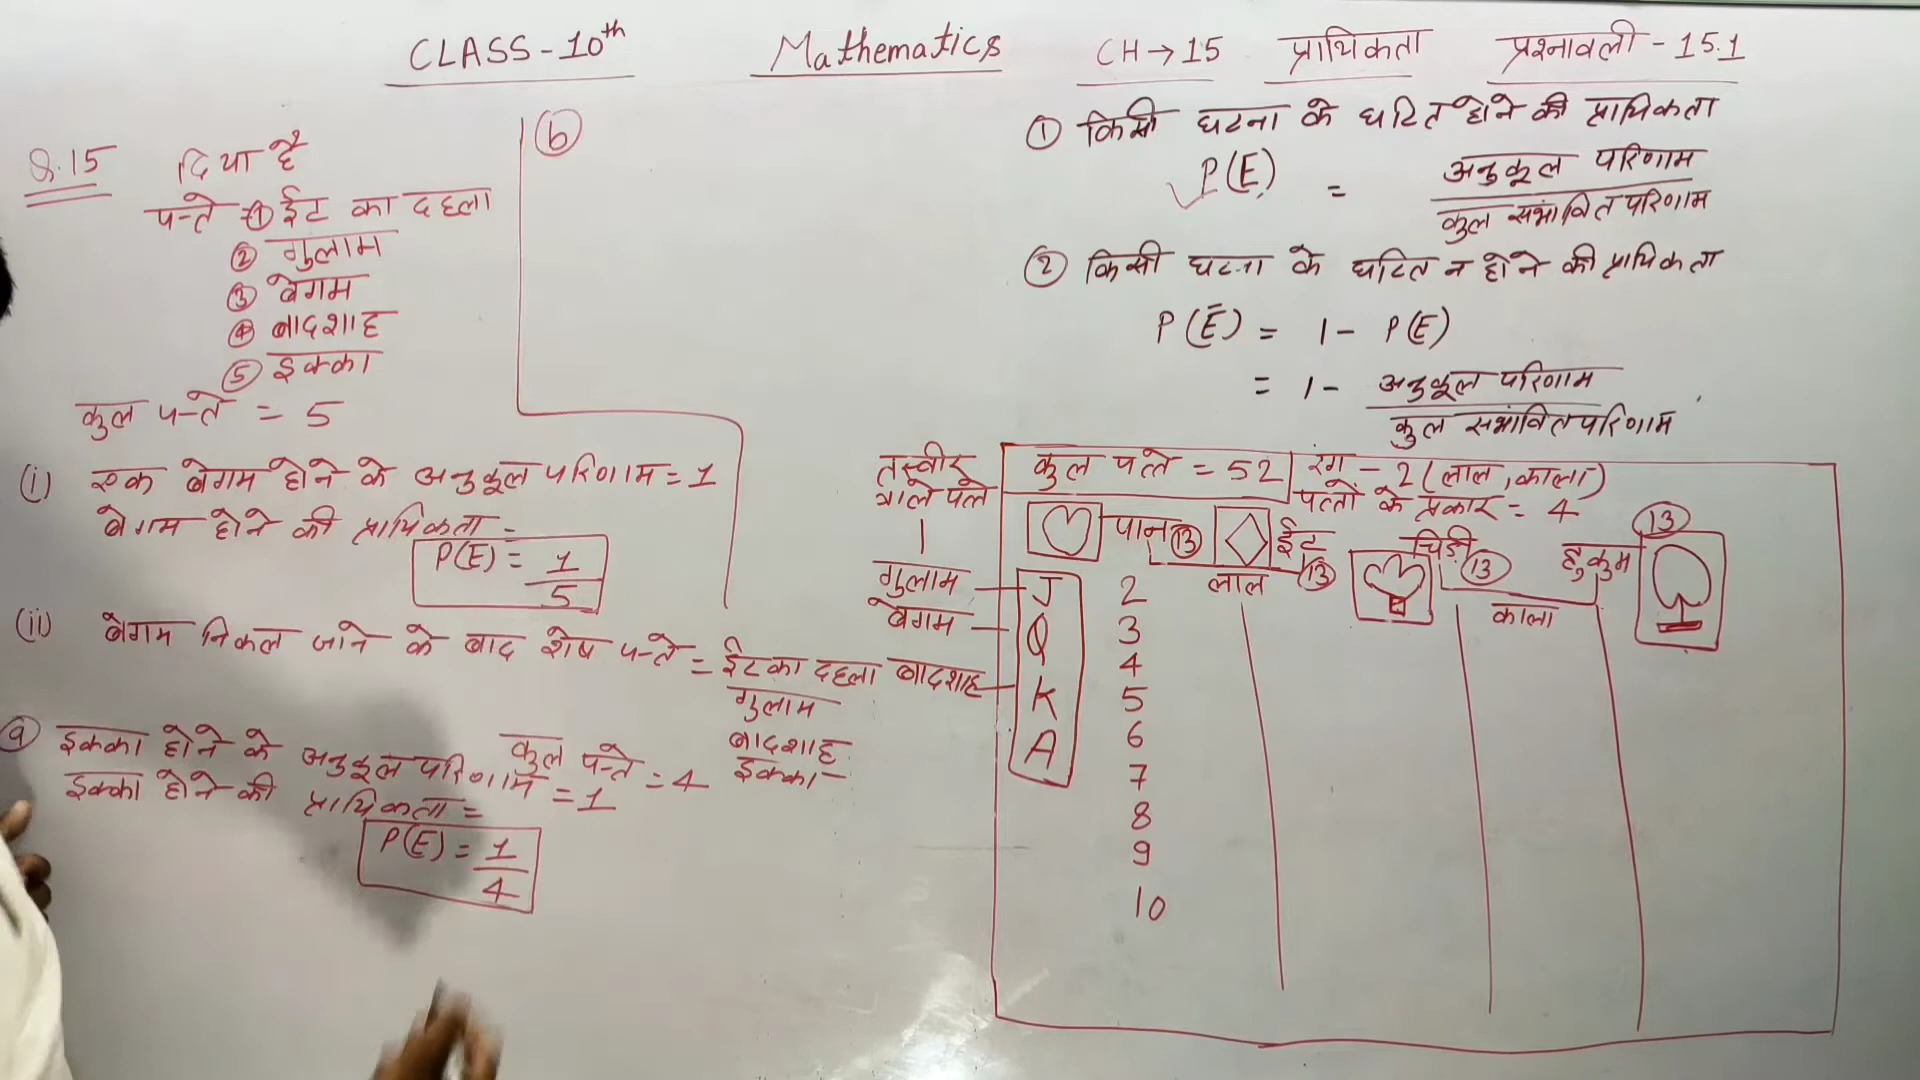 CLASS - 10th Mathematics CH → 15 प्रायिकता प्रश्नावली - 15.1
Q.15 दिया है
पत्ते → ① ईंट का दहला
② गुलाम
③ बेगम
④ बादशाह
⑤ इक्का
कुल पत्ते = 5
(i) एक बेगम होने के अनुकूल परिणाम = 1
बेगम होने की प्रायिकता =
P(E) = 1/5
(ii) बेगम निकल जाने के बाद शेष पत्ते = ईंट का दहला
गुलाम
बादशाह
इक्का
कुल पत्ते = 4
ⓐ इक्का होने के अनुकूल परिणाम = 1
इक्का होने की प्रायिकता =
P(E) = 1/4
ⓑ
① किसी घटना के घटित होने की प्रायिकता
P(E) = अनुकूल परिणाम / कुल सभांवित परिणाम
② किसी घटना के घटित न होने की प्रायिकता
P(Ē) = 1 - P(E)
= 1 - अनुकूल परिणाम / कुल सभांवित परिणाम
तस्वीर वाले पत्ते
कुल पत्ते = 52
रंग - 2 (लाल, काला)
पत्तों के प्रकार = 4
पान ⑬ ईंट ⑬ चिड़ी ⑬ हुकुम ⑬
लाल काला
गुलाम J
बेगम Q
बादशाह K
A
2
3
4
5
6
7
8
9
10